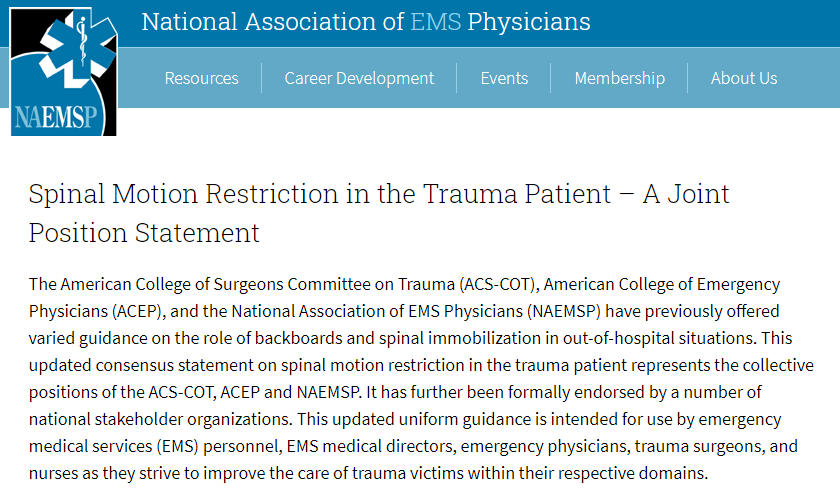 National Association of EMS Physicians
Resources
Career Development
Events
Membership
About Us
NAEMSP
Spinal Motion Restriction in the Trauma Patient – A Joint
Position Statement
The American College of Surgeons Committee on Trauma (ACS-COT), American College of Emergency
Physicians (ACEP), and the National Association of EMS Physicians (NAEMSP) have previously offered
varied guidance on the role of backboards and spinal immobilization in out-of-hospital situations. This
updated consensus statement on spinal motion restriction in the trauma patient represents the collective
positions of the ACS-COT, ACEP and NAEMSP. It has further been formally endorsed by a number of
national stakeholder organizations. This updated uniform guidance is intended for use by emergency
medical services (EMS) personnel, EMS medical directors, emergency physicians, trauma surgeons, and
nurses as they strive to improve the care of trauma victims within their respective domains.